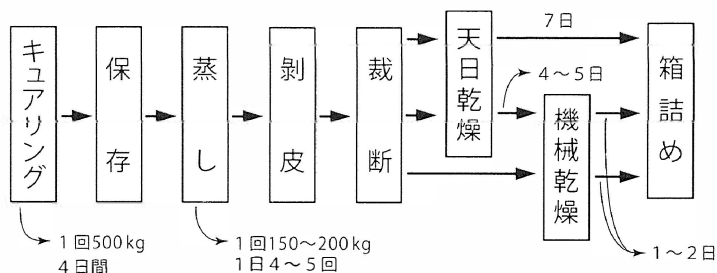 キュアリング
保存
蒸し
剥皮
裁断
天日乾燥
7日
4～5日
機械乾燥
箱詰め
1回500kg
4日間
1回150～200kg
1日4～5回
1～2日